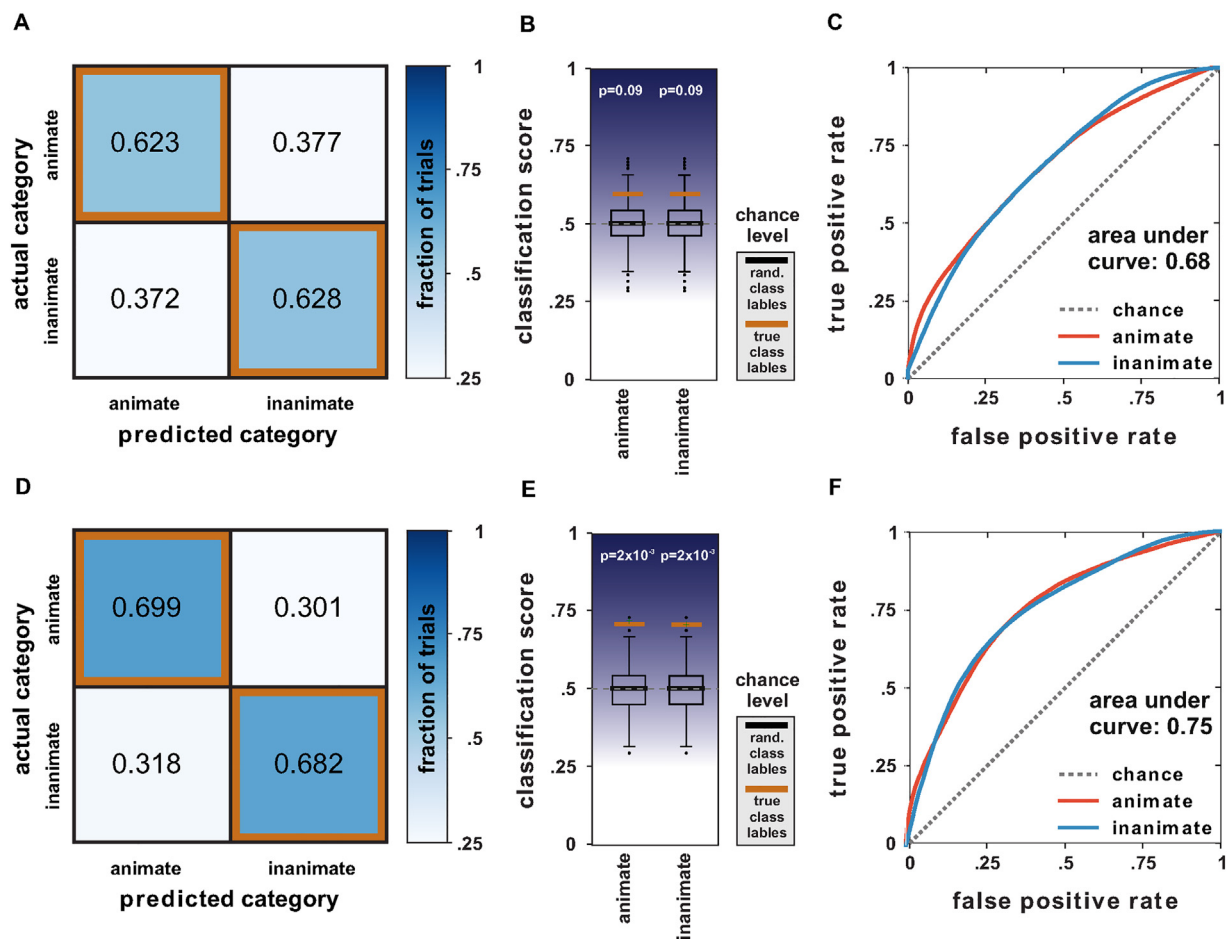 A
actual category
animate
inanimate
0.623
0.377
0.372
0.628
animate
inanimate
predicted category
fraction of trials
1
.75
.5
.25
B
classification score
1
.75
.5
.25
0
p=0.09
p=0.09
animate
inanimate
chance
level
rand.
class
lables
true
class
lables
C
true positive rate
1
.75
.5
.25
0
area under
curve: 0.68
chance
animate
inanimate
0
.25
.5
.75
1
false positive rate
D
actual category
animate
inanimate
0.699
0.301
0.318
0.682
animate
inanimate
predicted category
fraction of trials
1
.75
.5
.25
E
classification score
1
.75
.5
.25
0
p=2x10⁻³
p=2x10⁻³
animate
inanimate
chance
level
rand.
class
lables
true
class
lables
F
true positive rate
1
.75
.5
.25
0
area under
curve: 0.75
chance
animate
inanimate
0
.25
.5
.75
1
false positive rate